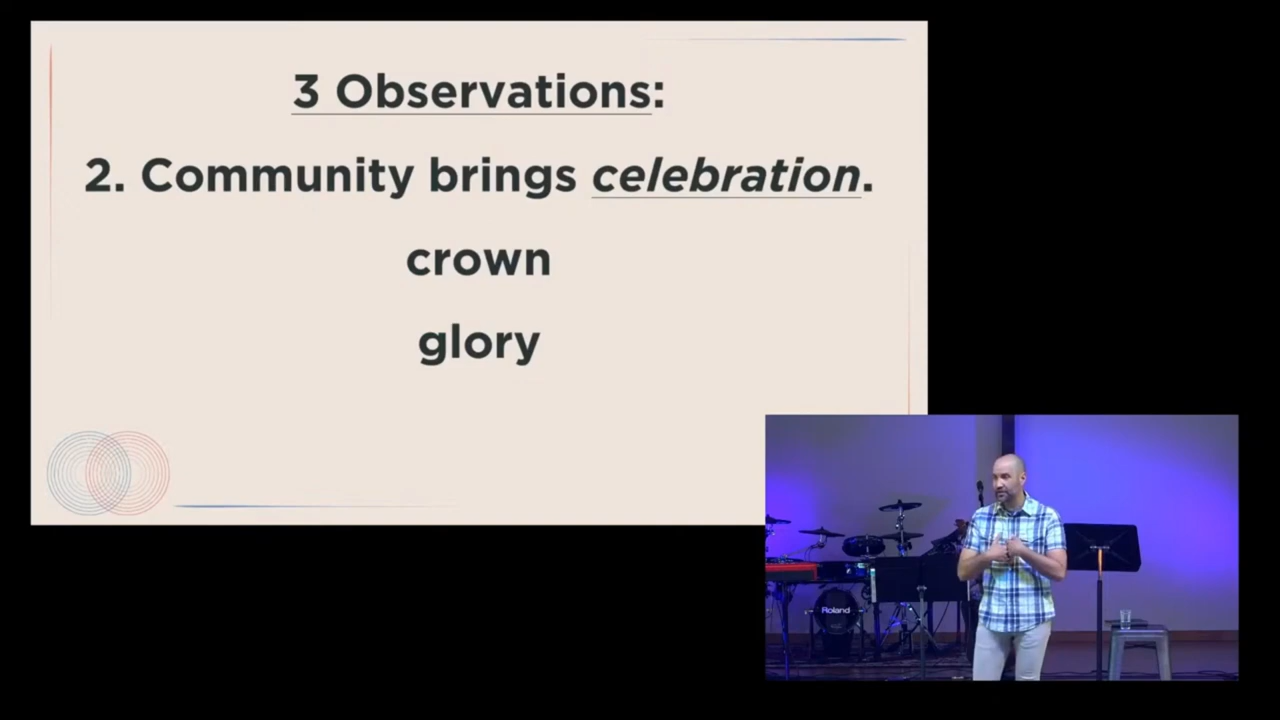 3 Observations:
2. Community brings celebration.
crown
glory
Roland